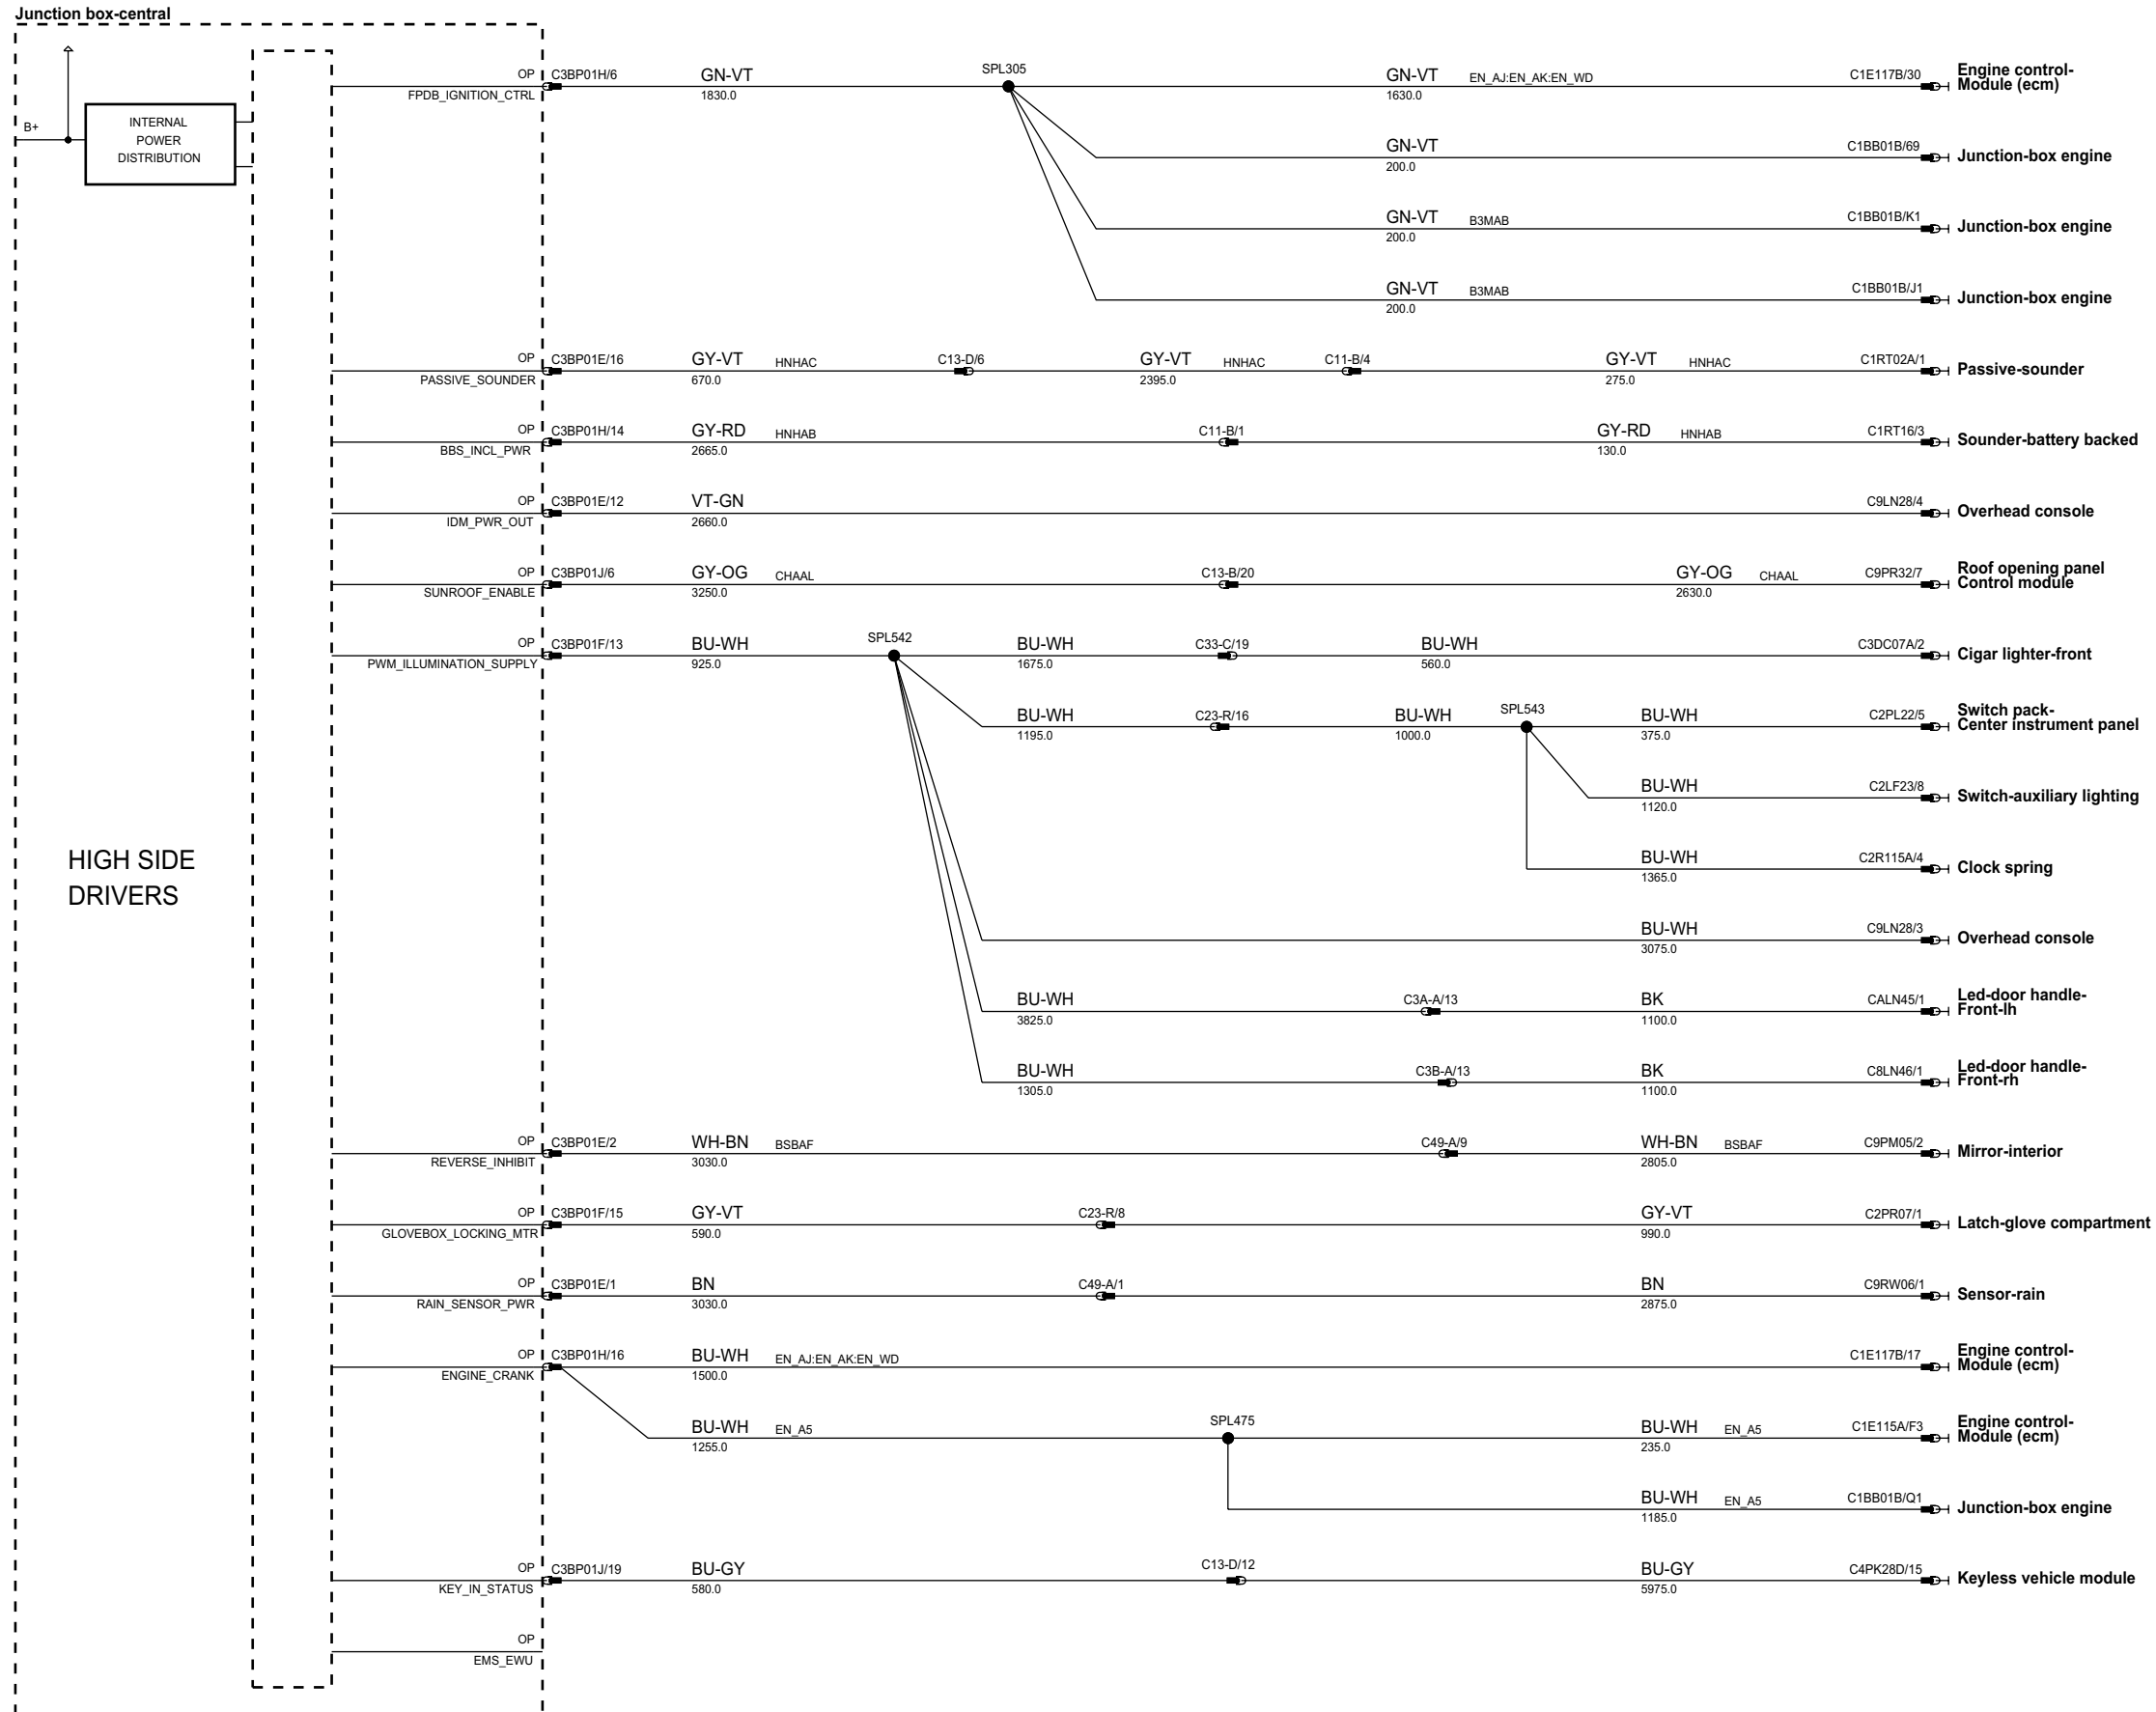 Junction box-central
B+
INTERNAL
POWER
DISTRIBUTION
HIGH SIDE
DRIVERS
OP C3BP01H/6 GN-VT SPL305 GN-VT EN_AJ:EN_AK:EN_WD C1E117B/30 Engine control-
Module (ecm)
FPDB_IGNITION_CTRL 1830.0 1630.0
GN-VT C1BB01B/69 Junction-box engine
200.0
GN-VT B3MAB C1BB01B/K1 Junction-box engine
200.0
GN-VT B3MAB C1BB01B/J1 Junction-box engine
200.0
OP C3BP01E/16 GY-VT HNHAC C13-D/6 GY-VT HNHAC C11-B/4 GY-VT HNHAC C1RT02A/1 Passive-sounder
PASSIVE_SOUNDER 670.0 2395.0 275.0
OP C3BP01H/14 GY-RD HNHAB C11-B/1 GY-RD HNHAB C1RT16/3 Sounder-battery backed
BBS_INCL_PWR 2665.0 130.0
OP C3BP01E/12 VT-GN C9LN28/4 Overhead console
IDM_PWR_OUT 2660.0
OP C3BP01J/6 GY-OG CHAAL C13-B/20 GY-OG CHAAL C9PR32/7 Roof opening panel
Control module
SUNROOF_ENABLE 3250.0 2630.0
OP C3BP01F/13 BU-WH SPL542 BU-WH C33-C/19 BU-WH C3DC07A/2 Cigar lighter-front
PWM_ILLUMINATION_SUPPLY 925.0 1675.0 560.0
BU-WH C23-R/16 BU-WH SPL543 BU-WH C2PL22/5 Switch pack-
Center instrument panel
1195.0 1000.0 375.0
BU-WH C2LF23/8 Switch-auxiliary lighting
1120.0
BU-WH C2R115A/4 Clock spring
1365.0
BU-WH C9LN28/3 Overhead console
3075.0
BU-WH C3A-A/13 BK CALN45/1 Led-door handle-
Front-lh
3825.0 1100.0
BU-WH C3B-A/13 BK C8LN46/1 Led-door handle-
Front-rh
1305.0 1100.0
OP C3BP01E/2 WH-BN BSBAF C49-A/9 WH-BN BSBAF C9PM05/2 Mirror-interior
REVERSE_INHIBIT 3030.0 2805.0
OP C3BP01F/15 GY-VT C23-R/8 GY-VT C2PR07/1 Latch-glove compartment
GLOVEBOX_LOCKING_MTR 590.0 990.0
OP C3BP01E/1 BN C49-A/1 BN C9RW06/1 Sensor-rain
RAIN_SENSOR_PWR 3030.0 2875.0
OP C3BP01H/16 BU-WH EN_AJ:EN_AK:EN_WD C1E117B/17 Engine control-
Module (ecm)
ENGINE_CRANK 1500.0
BU-WH EN_A5 SPL475 BU-WH EN_A5 C1E115A/F3 Engine control-
Module (ecm)
1255.0 235.0
BU-WH EN_A5 C1BB01B/Q1 Junction-box engine
1185.0
OP C3BP01J/19 BU-GY C13-D/12 BU-GY C4PK28D/15 Keyless vehicle module
KEY_IN_STATUS 580.0 5975.0
OP
EMS_EWU